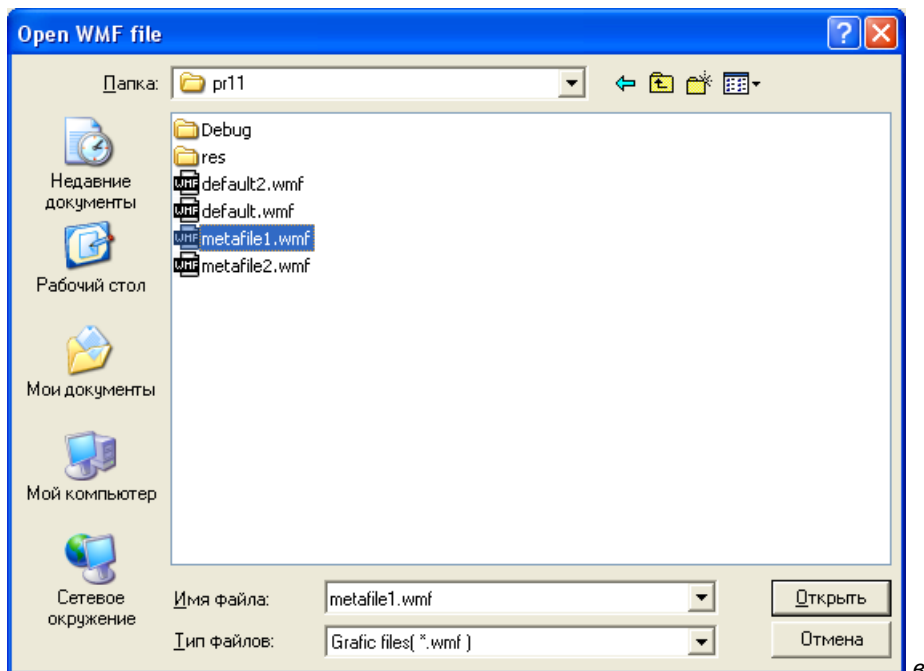 Open WMF file
Папка: pr11
Debug
res
default2.wmf
default.wmf
metafile1.wmf
metafile2.wmf
Недавние
документы
Рабочий стол
Мои документы
Мой компьютер
Сетевое
окружение
Имя файла: metafile1.wmf Открыть
Тип файлов: Grafic files( *.wmf ) Отмена